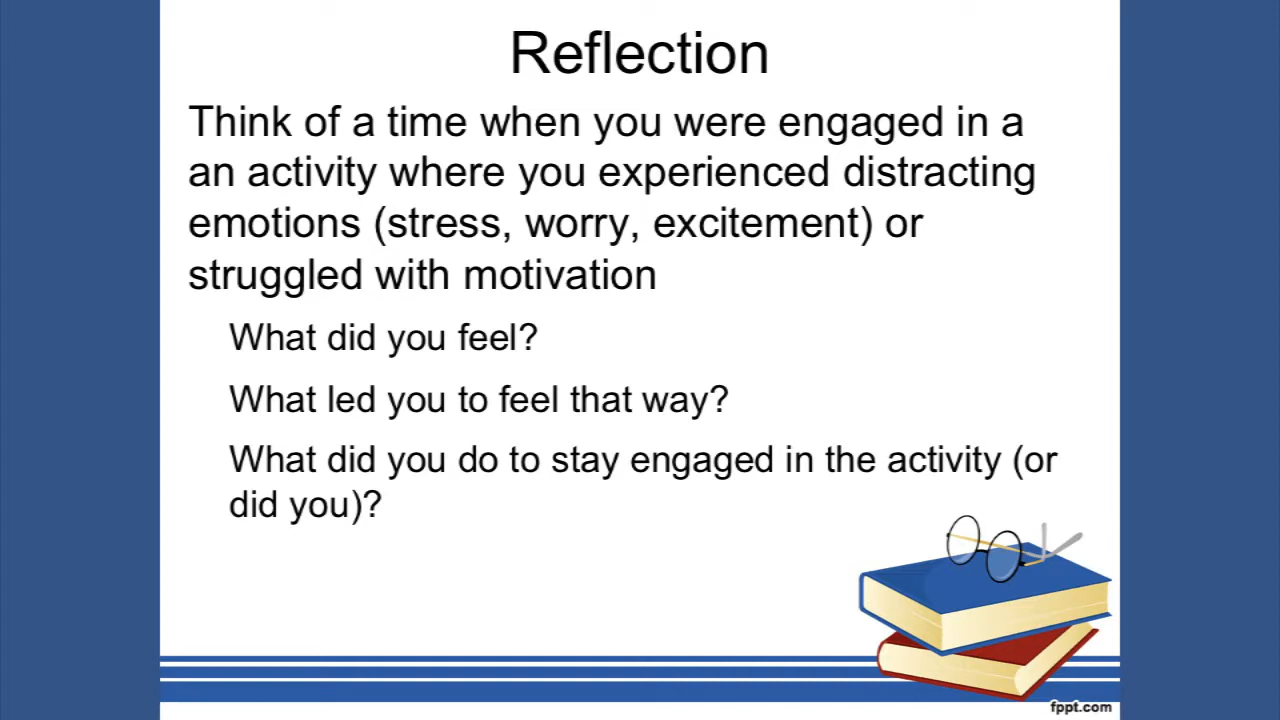 Reflection
Think of a time when you were engaged in a
an activity where you experienced distracting
emotions (stress, worry, excitement) or
struggled with motivation
What did you feel?
What led you to feel that way?
What did you do to stay engaged in the activity (or
did you)?
fppt.com